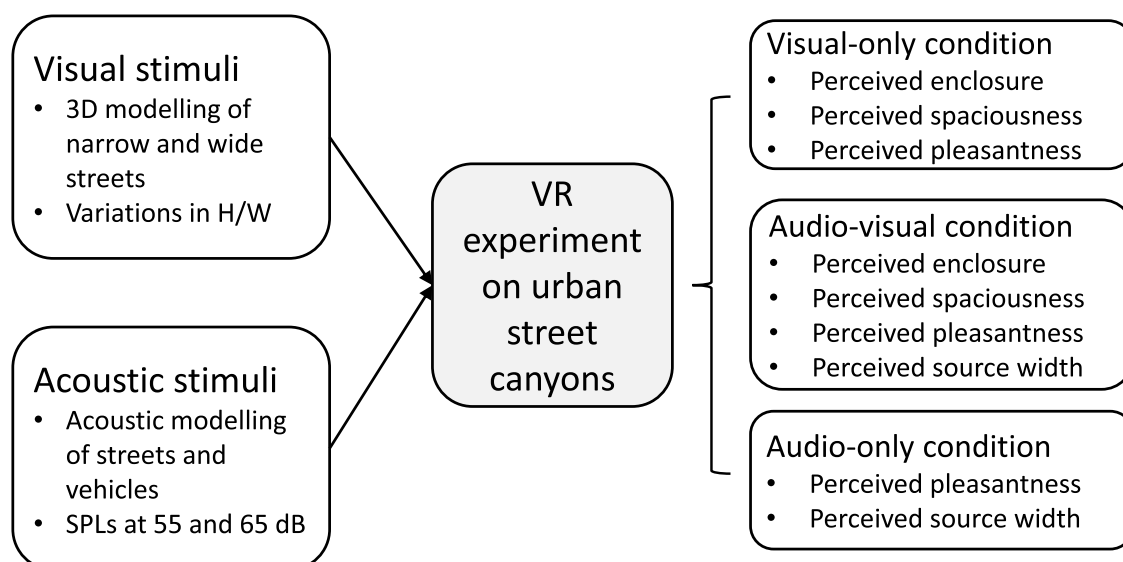 Visual stimuli
• 3D modelling of
narrow and wide
streets
• Variations in H/W
Acoustic stimuli
• Acoustic modelling
of streets and
vehicles
• SPLs at 55 and 65 dB
VR
experiment
on urban
street
canyons
Visual-only condition
• Perceived enclosure
• Perceived spaciousness
• Perceived pleasantness
Audio-visual condition
• Perceived enclosure
• Perceived spaciousness
• Perceived pleasantness
• Perceived source width
Audio-only condition
• Perceived pleasantness
• Perceived source width